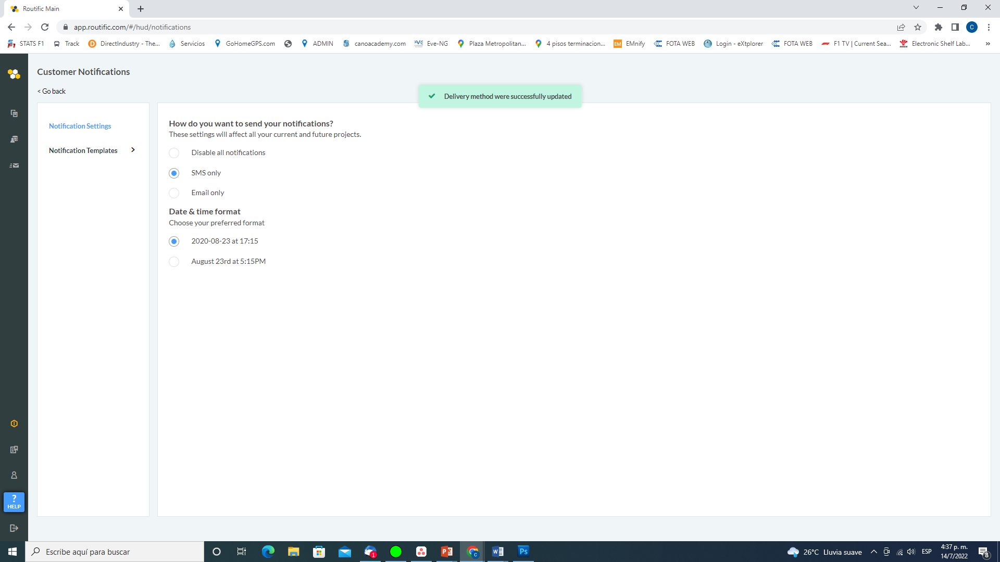 Routific Main
app.routific.com/#/hud/notifications
C
STATS F1
Track
DirectIndustry - The...
Servicios
GoHomeGPS.com
ADMIN
canoacademy.com
Eve-NG
Plaza Metropolitan...
4 pisos terminacion...
EM
EMnify
FOTA WEB
Login - eXtplorer
FOTA WEB
F1 TV | Current Sea...
Electronic Shelf Lab...
»
Customer Notifications
< Go back
Delivery method were successfully updated
Notification Settings
Notification Templates
How do you want to send your notifications?
These settings will affect all your current and future projects.
Disable all notifications
SMS only
Email only
Date & time format
Choose your preferred format
2020-08-23 at 17:15
August 23rd at 5:15PM
?
HELP
Escribe aquí para buscar
1
C
Ps
26°C Lluvia suave
ESP
4:37 p. m.
14/7/2022
8